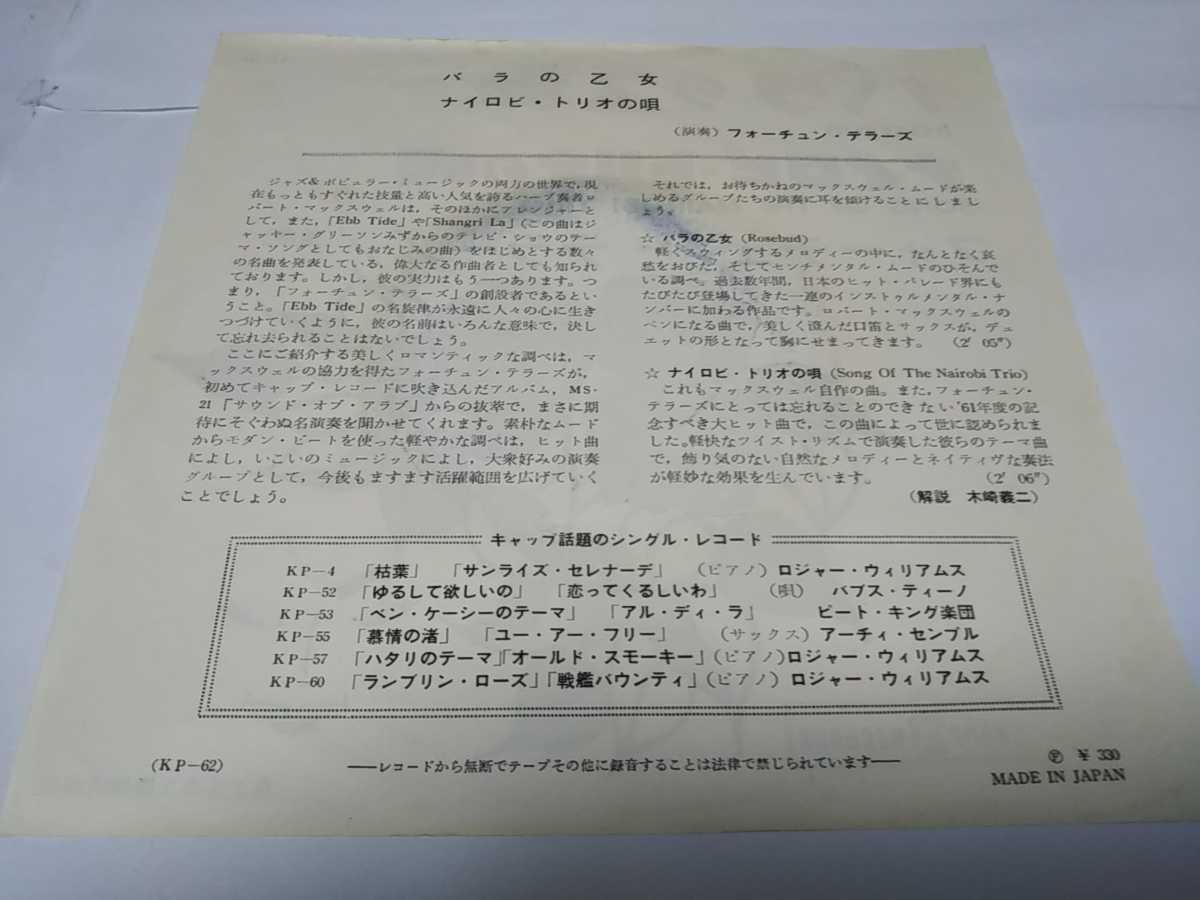 バラの乙女
ナイロビ・トリオの唄
(演奏) フォーチュン・テラーズ
ジャズ&ポピュラー・ミュージックの両方の世界で, 現
在もっともすぐれた技量と高い人気を誇るハープ奏者ロ
バート・マックスウェルは, そのほかにアレンジャーと
して, また, 「Ebb Tide」や「Shangri La」(この曲はジ
ャッキー・グリーソンみずからのテレビ・ショウのテー
マ・ソングとしてもおなじみの曲) をはじめとする数々
の名曲を発表している, 偉大なる作曲者としても知られ
ております。しかし, 彼の実力はもう一つあります。つ
まり, 「フォーチュン・テラーズ」の創設者であるとい
うこと。「Ebb Tide」の名旋律が永遠に人々の心に生き
つづけていくように, 彼の名前はいろんな意味で, 決し
て忘れ去られることはないでしょう。
ここにご紹介する美しくロマンティックな調べは, マ
ックスウェルの協力を得たフォーチュン・テラーズが,
初めてキャップ・レコードに吹き込んだアルバム, MS-
21 「サウンド・オブ・アラブ」からの抜萃で, まさに期
待にそぐわぬ名演奏を聞かせてくれます。素朴なムード
からモダン・ビートを使った軽やかな調べは, ヒット曲
によし, いこいのミュージックによし, 大衆好みの演奏
グループとして, 今後もますます活躍範囲を広げていく
ことでしょう。
それでは, お待ちかねのマックスウェル・ムードが楽
しめるグループたちの演奏に耳を傾けることにしまし
ょう。
☆ バラの乙女 (Rosebud)
軽くスウィングするメロディーの中に, なんとなく哀
愁をおびた, そしてセンチメンタル・ムードのひそんで
いる調べ。過去数年間, 日本のヒット・パレード界にも
たびたび登場してきた一連のインストゥルメンタル・ナ
ンバーに加わる作品です。ロバート・マックスウェルの
ペンになる曲で, 美しく澄んだ口笛とサックスが, デュ
エットの形となって胸にせまってきます。 (2′ 05″)
☆ ナイロビ・トリオの唄 (Song Of The Nairobi Trio)
これもマックスウェル自作の曲。また, フォーチュン・
テラーズにとっては忘れることのできない'61年度の記
念すべき大ヒット曲で, この曲によって世に認められま
した。軽快なツイスト・リズムで演奏した彼らのテーマ曲
で, 飾り気のない自然なメロディーとネイティヴな奏法
が軽妙な効果を生んでいます。 (2′ 06″)
(解説 木崎義二)
キャップ話題のシングル・レコード
KP-4 「枯葉」 「サンライズ・セレナーデ」 (ピアノ) ロジャー・ウィリアムス
KP-52 「ゆるして欲しいの」 「恋ってくるしいわ」 (唄) バブス・ティーノ
KP-53 「ベン・ケーシーのテーマ」 「アル・ディ・ラ」 ピート・キング楽団
KP-55 「慕情の渚」 「ユー・アー・フリー」 (サックス) アーチィ・センプル
KP-57 「ハタリのテーマ」「オールド・スモーキー」 (ピアノ) ロジャー・ウィリアムス
KP-60 「ランブリン・ローズ」「戦艦バウンティ」 (ピアノ) ロジャー・ウィリアムス
(KP-62)
——レコードから無断でテープその他に録音することは法律で禁じられています——
Ⓟ ¥ 330
MADE IN JAPAN